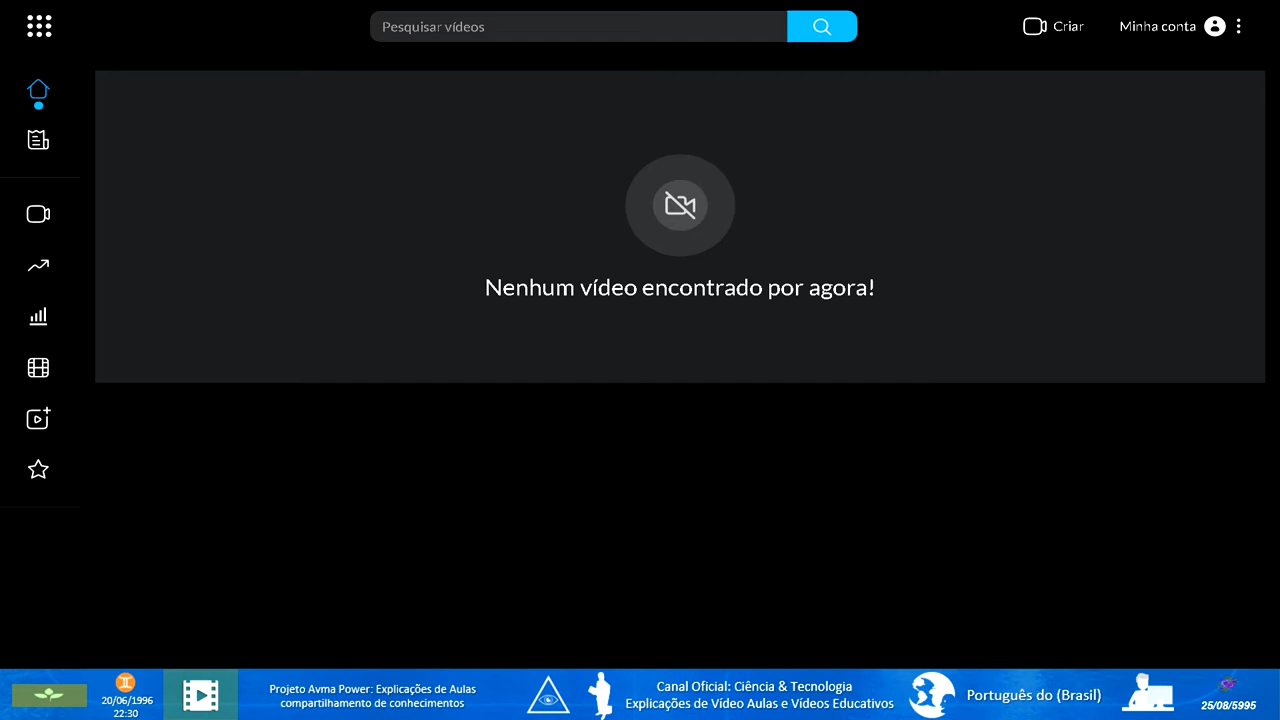 Pesquisar vídeos
Criar
Minha conta
Nenhum vídeo encontrado por agora!
20/06/1996
22:30
Projeto Avma Power: Explicações de Aulas
compartilhamento de conhecimentos
Canal Oficial: Ciência & Tecnologia
Explicações de Vídeo Aulas e Vídeos Educativos
Português do (Brasil)
25/08/5995